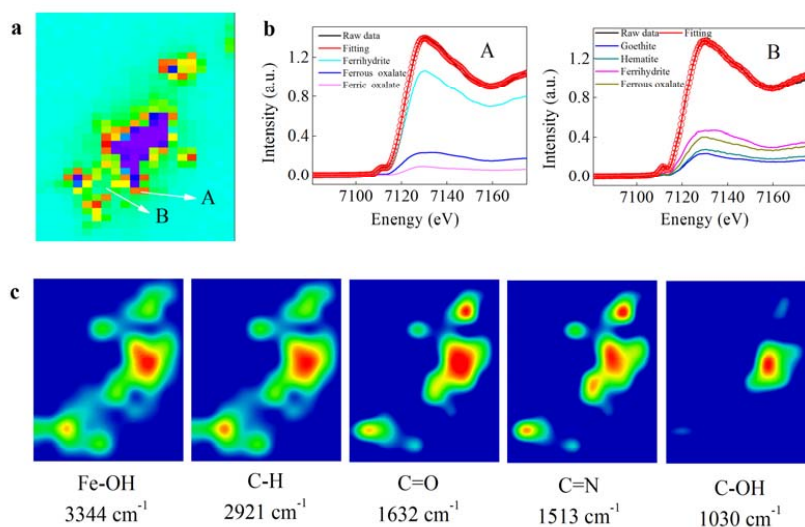 a
A
B
b
Intensity (a.u.)
1.2
0.8
0.4
0.0
Raw data
Fitting
Ferrihydrite
Ferrous oxalate
Ferric oxalate
A
7100 7120 7140 7160
Enengy (eV)
Intensity (a.u.)
1.2
0.8
0.4
0.0
Raw data Fitting
Goethite
Hematite
Ferrihydrite
Ferrous oxalate
B
7100 7120 7140 7160
Energy (eV)
c
Fe-OH C-H C=O C=N C-OH
3344 cm⁻¹ 2921 cm⁻¹ 1632 cm⁻¹ 1513 cm⁻¹ 1030 cm⁻¹